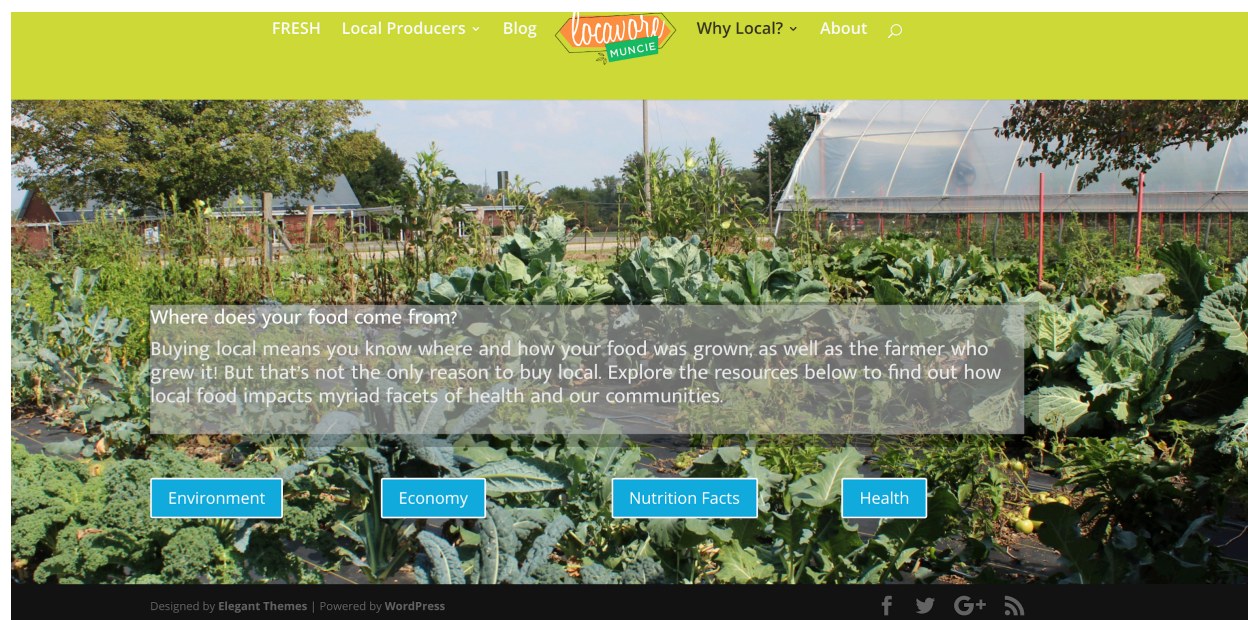 FRESH Local Producers Blog locavore MUNCIE Why Local? About
Where does your food come from?
Buying local means you know where and how your food was grown, as well as the farmer who
grew it! But that's not the only reason to buy local. Explore the resources below to find out how
local food impacts myriad facets of health and our communities.
Environment Economy Nutrition Facts Health
Designed by Elegant Themes | Powered by WordPress